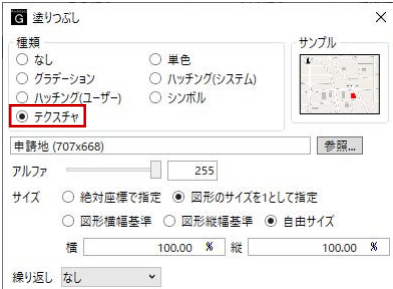 G 塗りつぶし ×
種類 サンプル
なし 単色
グラデーション ハッチング(システム)
ハッチング(ユーザー) シンボル
テクスチャ
申請地 (707x668) 参照...
アルファ 255
サイズ 絶対座標で指定 図形のサイズを1として指定
図形横幅基準 図形縦幅基準 自由サイズ
横 100.00 % 縦 100.00 %
繰り返し なし